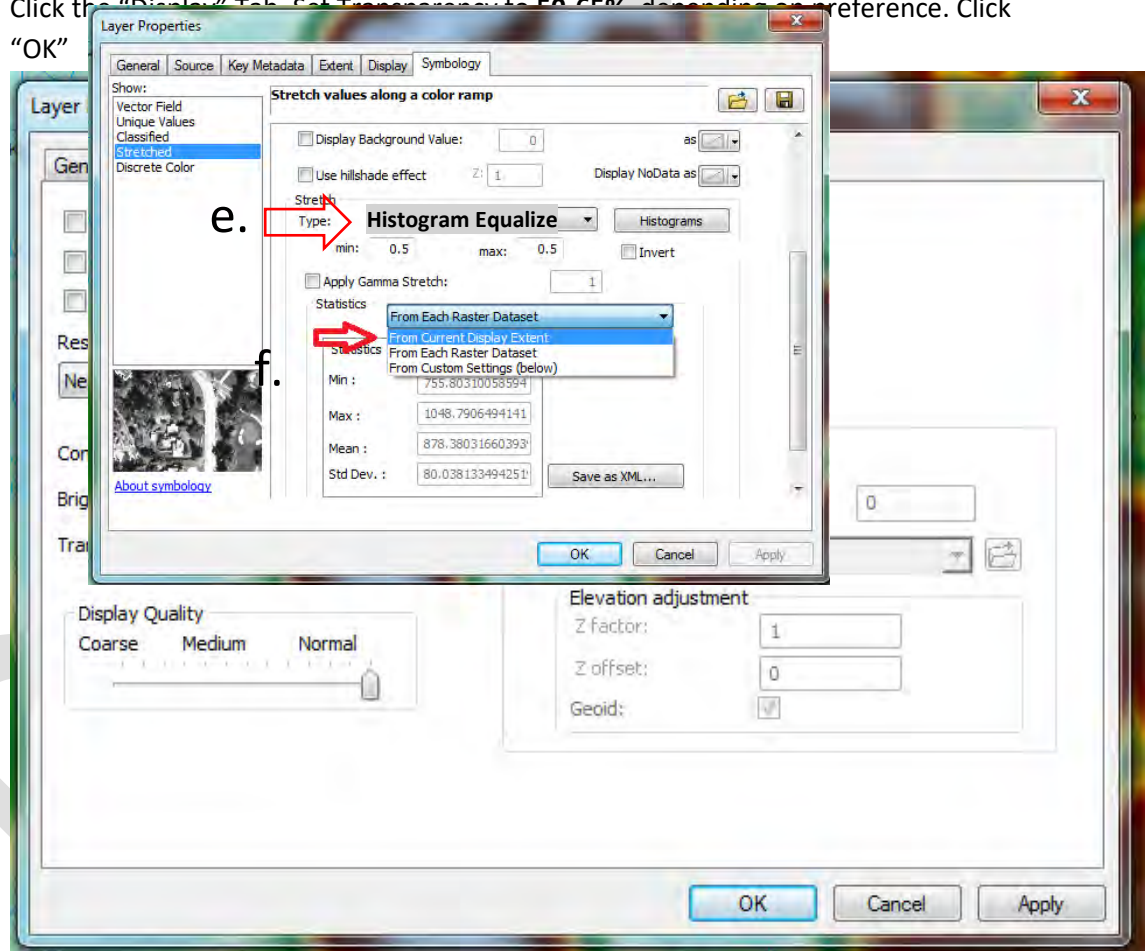 Click the "Display" Tab. Set Transparency to 50-65%, depending on preference. Click
"OK"
Layer Properties
General Source Key Metadata Extent Display Symbology
Show:
Vector Field
Unique Values
Classified
Stretched
Discrete Color
About symbology
Stretch values along a color ramp
Display Background Value: 0 as
Use hillshade effect Z: 1 Display NoData as
Stretch
e.
Type: Histogram Equalize Histograms
min: 0.5 max: 0.5 Invert
Apply Gamma Stretch: 1
Statistics
From Each Raster Dataset
From Current Display Extent
From Each Raster Dataset
From Custom Settings (below)
f.
Statistics
Min : 755.80310058594
Max : 1048.7906494141
Mean : 878.38031660393
Std Dev. : 80.038133494251
Save as XML...
OK Cancel Apply
Layer
Gen
Res
Ne
Con
Brig
Tra
0
Display Quality
Coarse Medium Normal
Elevation adjustment
Z factor: 1
Z offset: 0
Geoid:
OK Cancel Apply